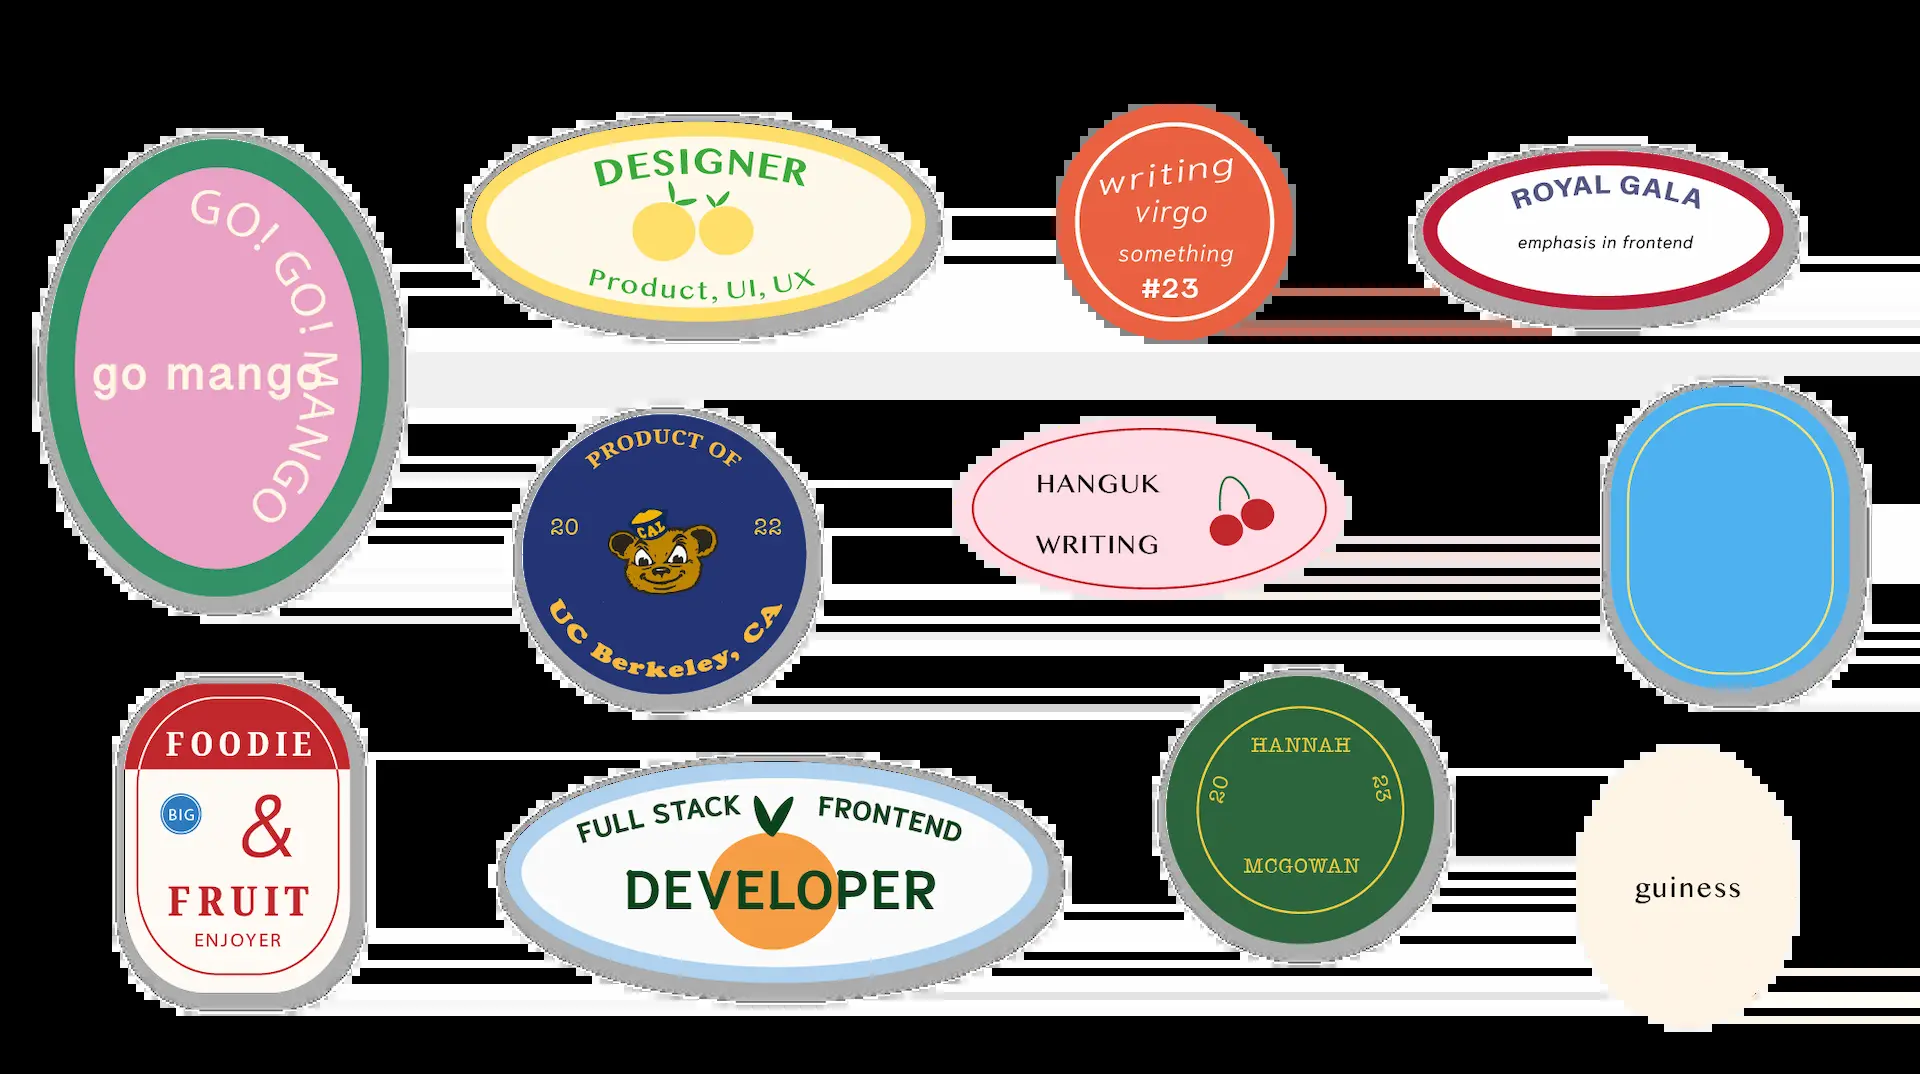 GO! GO! MANGO
go mango
DESIGNER
Product, UI, UX
writing
virgo
something
#23
ROYAL GALA
emphasis in frontend
PRODUCT OF
20
CAL
22
UC Berkeley, CA
HANGUK
WRITING
FOODIE
BIG
&
FRUIT
ENJOYER
FULL STACK FRONTEND
DEVELOPER
HANNAH
20
23
MCGOWAN
guiness